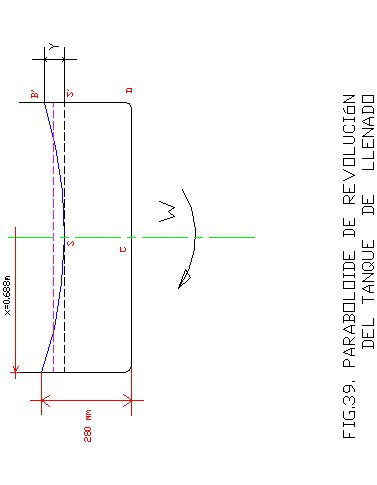 B'
S'
D
Y
S
C
W
x=0.688m
280 mm
FIG.39. PARABOLOIDE DE REVOLUCIÓN
DEL TANQUE DE LLENADO